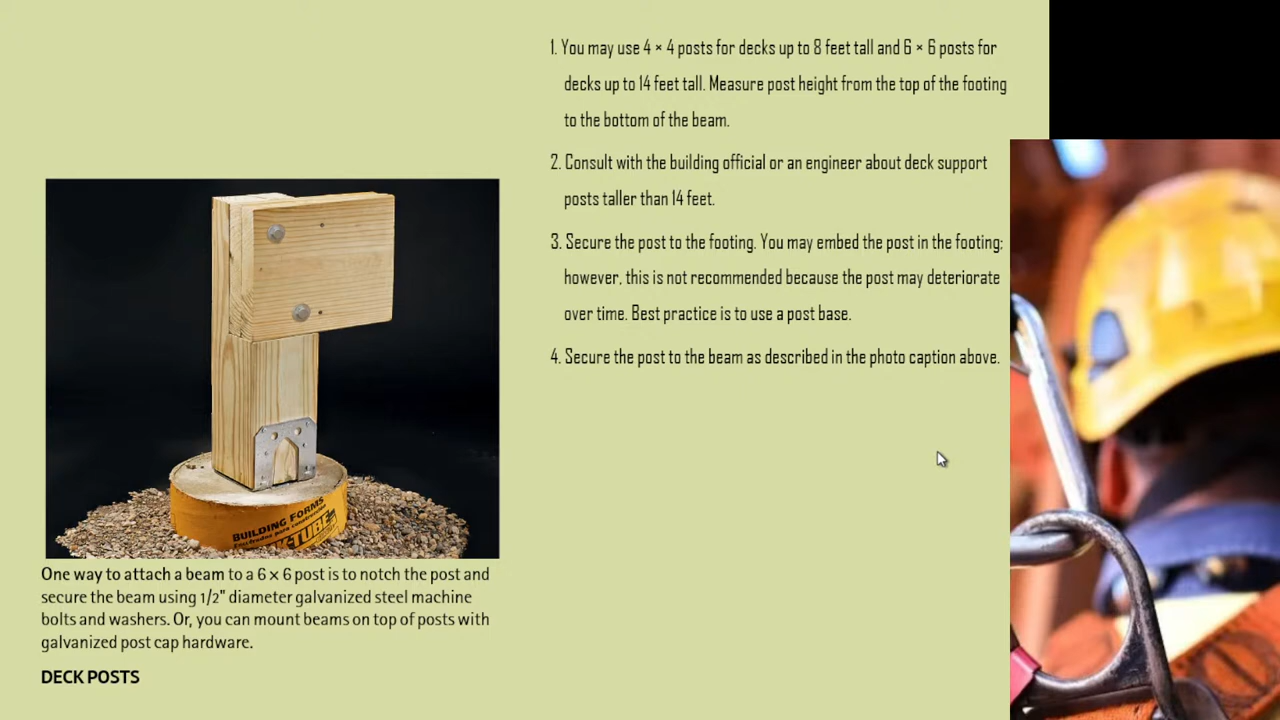 1. You may use 4 × 4 posts for decks up to 8 feet tall and 6 × 6 posts for
decks up to 14 feet tall. Measure post height from the top of the footing
to the bottom of the beam.
2. Consult with the building official or an engineer about deck support
posts taller than 14 feet.
3. Secure the post to the footing. You may embed the post in the footing;
however, this is not recommended because the post may deteriorate
over time. Best practice is to use a post base.
4. Secure the post to the beam as described in the photo caption above.
BUILDING FORMS
One way to attach a beam to a 6 × 6 post is to notch the post and
secure the beam using 1/2" diameter galvanized steel machine
bolts and washers. Or, you can mount beams on top of posts with
galvanized post cap hardware.
DECK POSTS